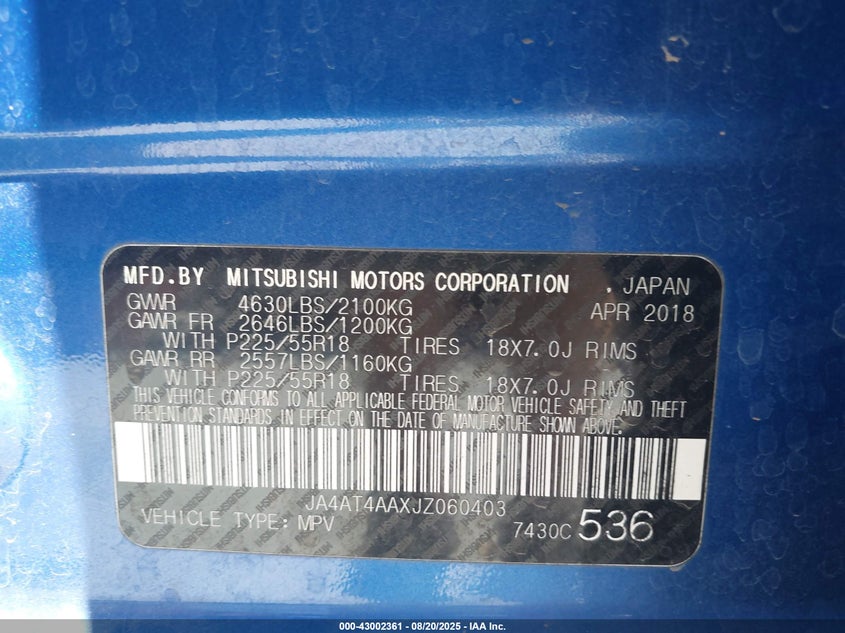 MFD.BY MITSUBISHI MOTORS CORPORATION . JAPAN
GVWR 4630LBS/2100KG APR 2018
GAWR FR 2646LBS/1200KG
WITH P225/55R18 TIRES 18X7.0J RIMS
GAWR RR 2557LBS/1160KG
WITH P225/55R18 TIRES 18X7.0J RIMS
THIS VEHICLE CONFORMS TO ALL APPLICABLE FEDERAL MOTOR VEHICLE SAFETY AND THEFT
PREVENTION STANDARDS IN EFFECT ON THE DATE OF MANUFACTURE SHOWN ABOVE.
JA4AT4AAXJZ060403
VEHICLE TYPE: MPV 7430C 536
000-43002361 | 08/20/2025 - IAA Inc.